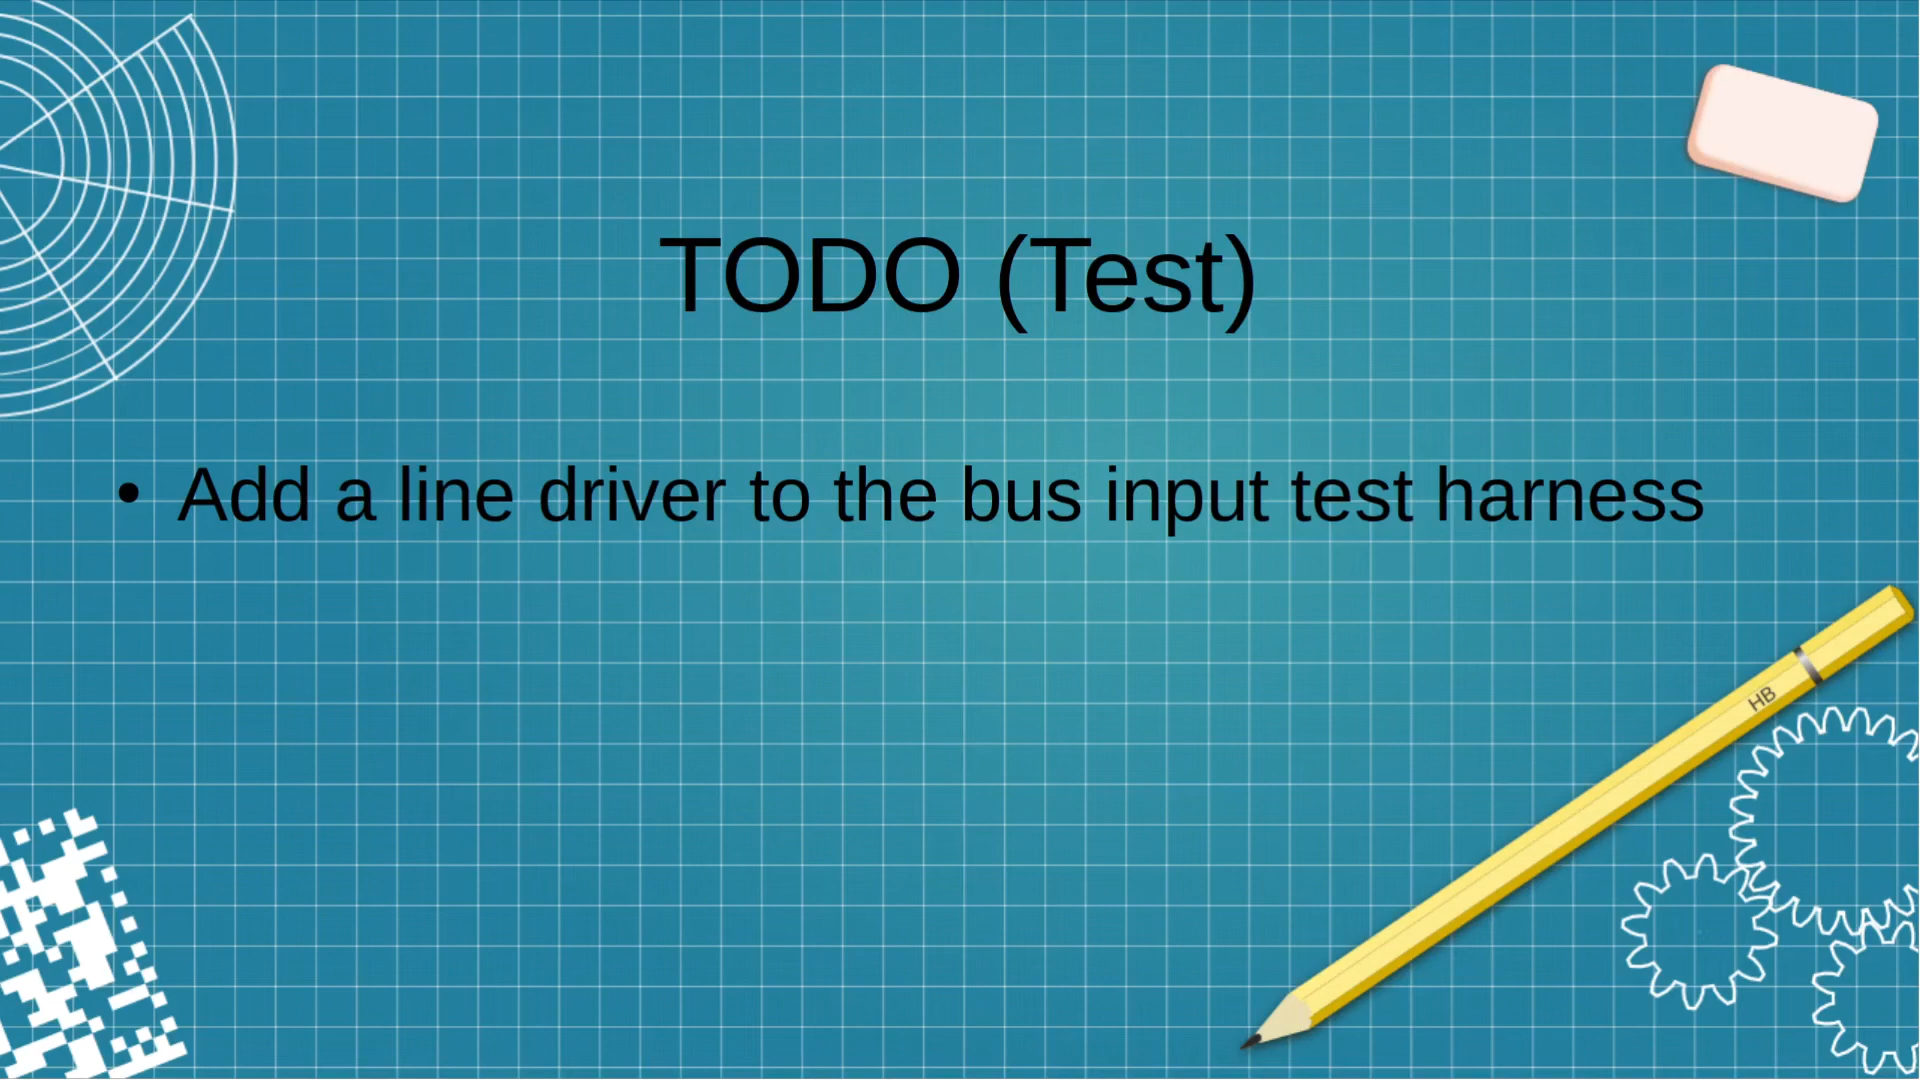 TODO (Test)
• Add a line driver to the bus input test harness
HB